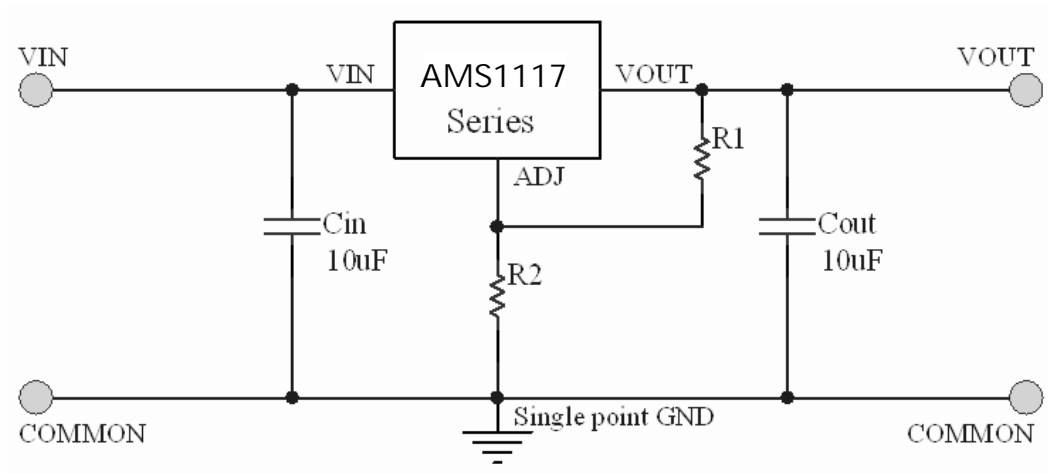 VIN
VOUT
VIN
AMS1117
VOUT
Series
R1
ADJ
Cin
10uF
Cout
10uF
R2
Single point GND
COMMON
COMMON